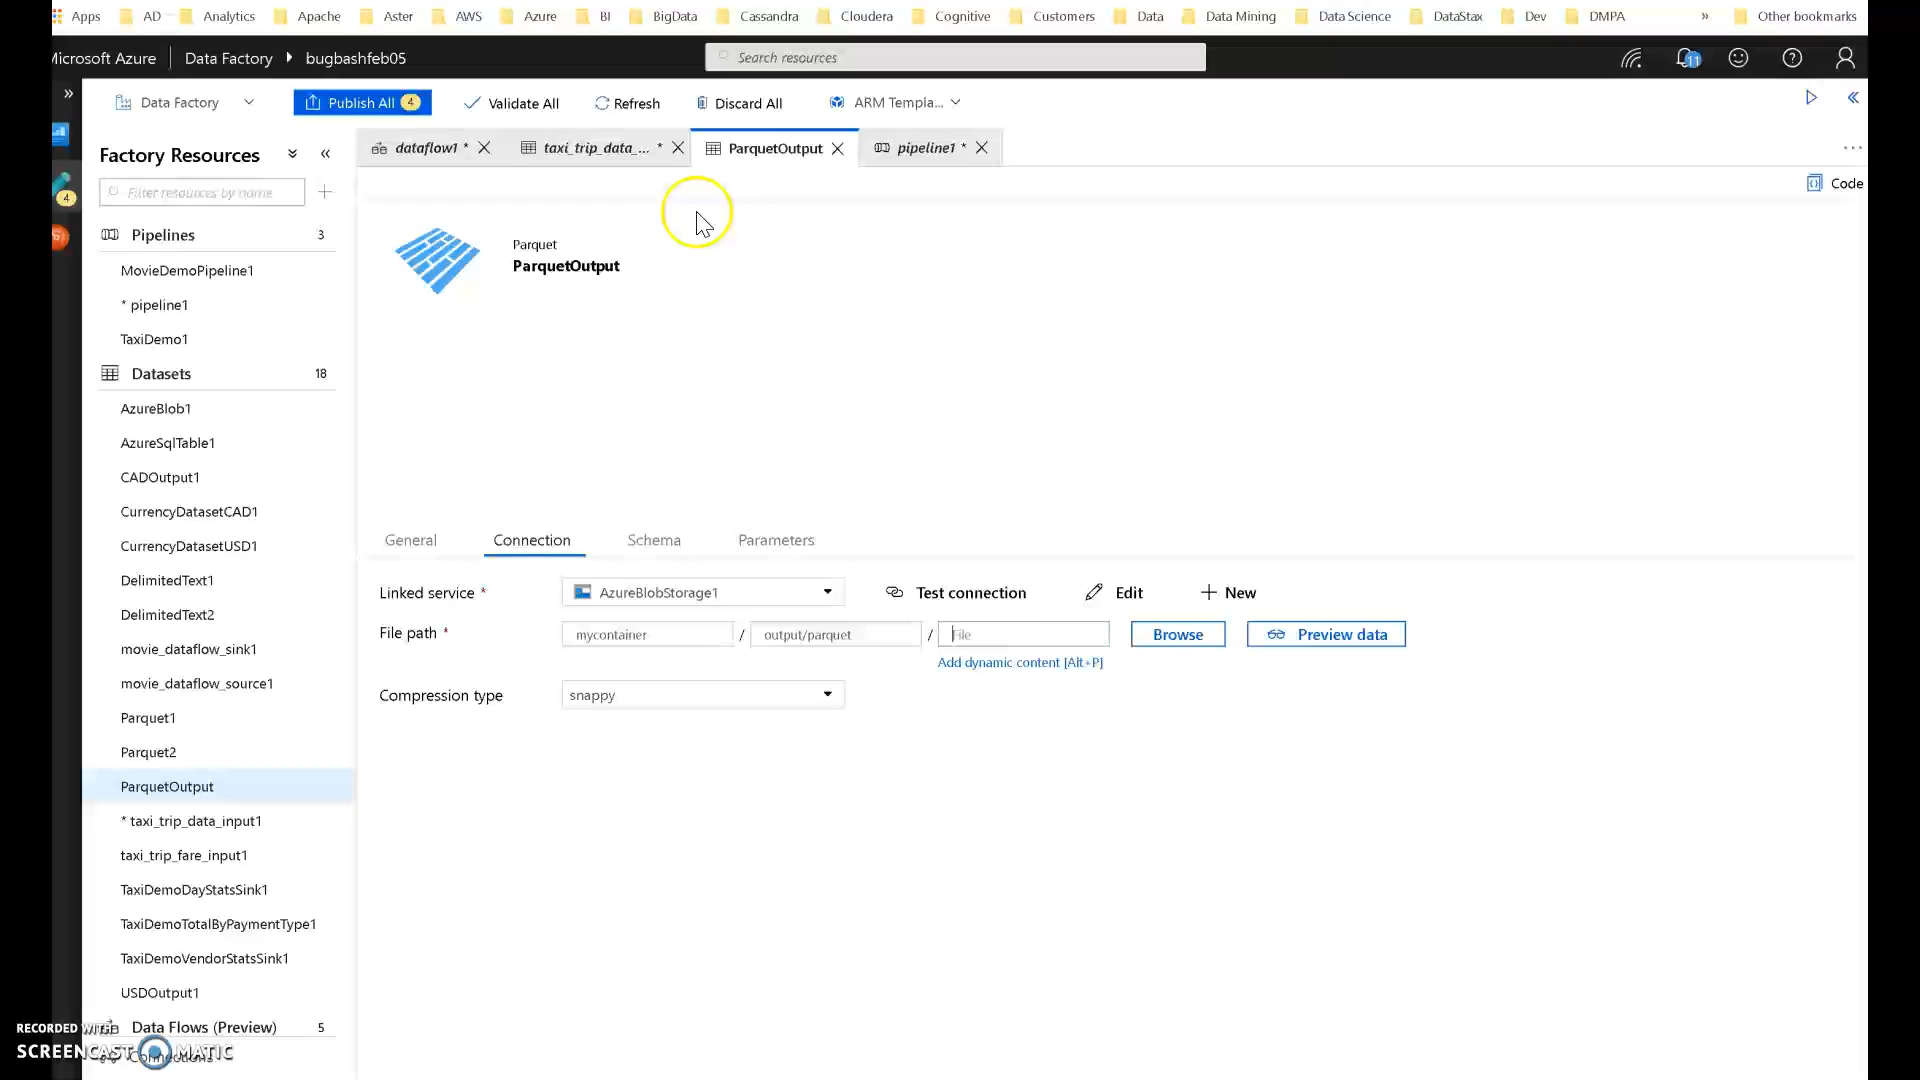 Apps AD Analytics Apache Aster AWS Azure BI BigData Cassandra Cloudera Cognitive Customers Data Data Mining Data Science DataStax Dev DMPA » Other bookmarks
Microsoft Azure Data Factory bugbashfeb05 Search resources 11
» Data Factory Publish All 4 Validate All Refresh Discard All ARM Templa... «
Factory Resources «
dataflow1 * taxi_trip_data_... * ParquetOutput pipeline1 * ...
Filter resources by name +
Code
4
Pipelines 3
Parquet
ParquetOutput
MovieDemoPipeline1
* pipeline1
TaxiDemo1
Datasets 18
AzureBlob1
AzureSqlTable1
CADOutput1
CurrencyDatasetCAD1
CurrencyDatasetUSD1
DelimitedText1
DelimitedText2
movie_dataflow_sink1
movie_dataflow_source1
Parquet1
Parquet2
ParquetOutput
* taxi_trip_data_input1
taxi_trip_fare_input1
TaxiDemoDayStatsSink1
TaxiDemoTotalByPaymentType1
TaxiDemoVendorStatsSink1
USDOutput1
Data Flows (Preview) 5
Connections
General Connection Schema Parameters
Linked service * AzureBlobStorage1 Test connection Edit + New
File path * mycontainer / output/parquet / File Browse Preview data
Add dynamic content [Alt+P]
Compression type snappy
RECORDED WITH
SCREENCAST MATIC